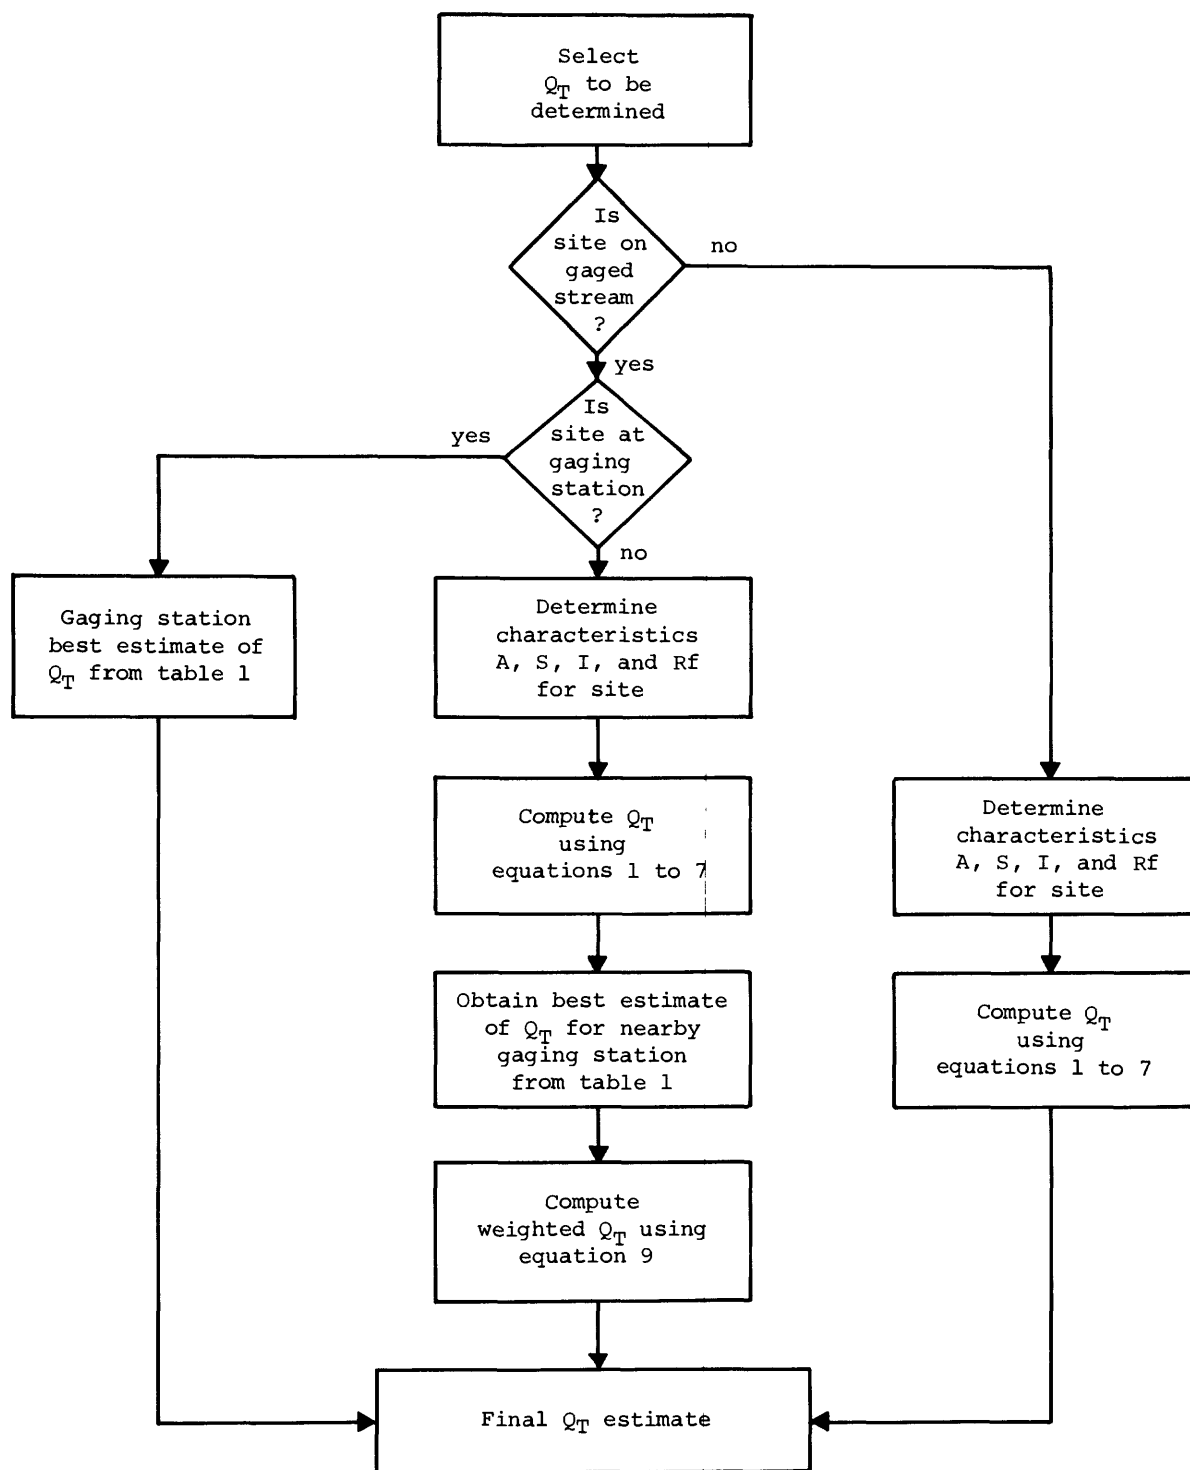 Select
QT to be
determined
Is
site on
gaged
stream
?
no
yes
Is
site at
gaging
station
?
yes
no
Gaging station
best estimate of
QT from table 1
Determine
characteristics
A, S, I, and Rf
for site
Compute QT
using
equations 1 to 7
Obtain best estimate
of QT for nearby
gaging station
from table 1
Compute
weighted QT using
equation 9
Determine
characteristics
A, S, I, and Rf
for site
Compute QT
using
equations 1 to 7
Final QT estimate